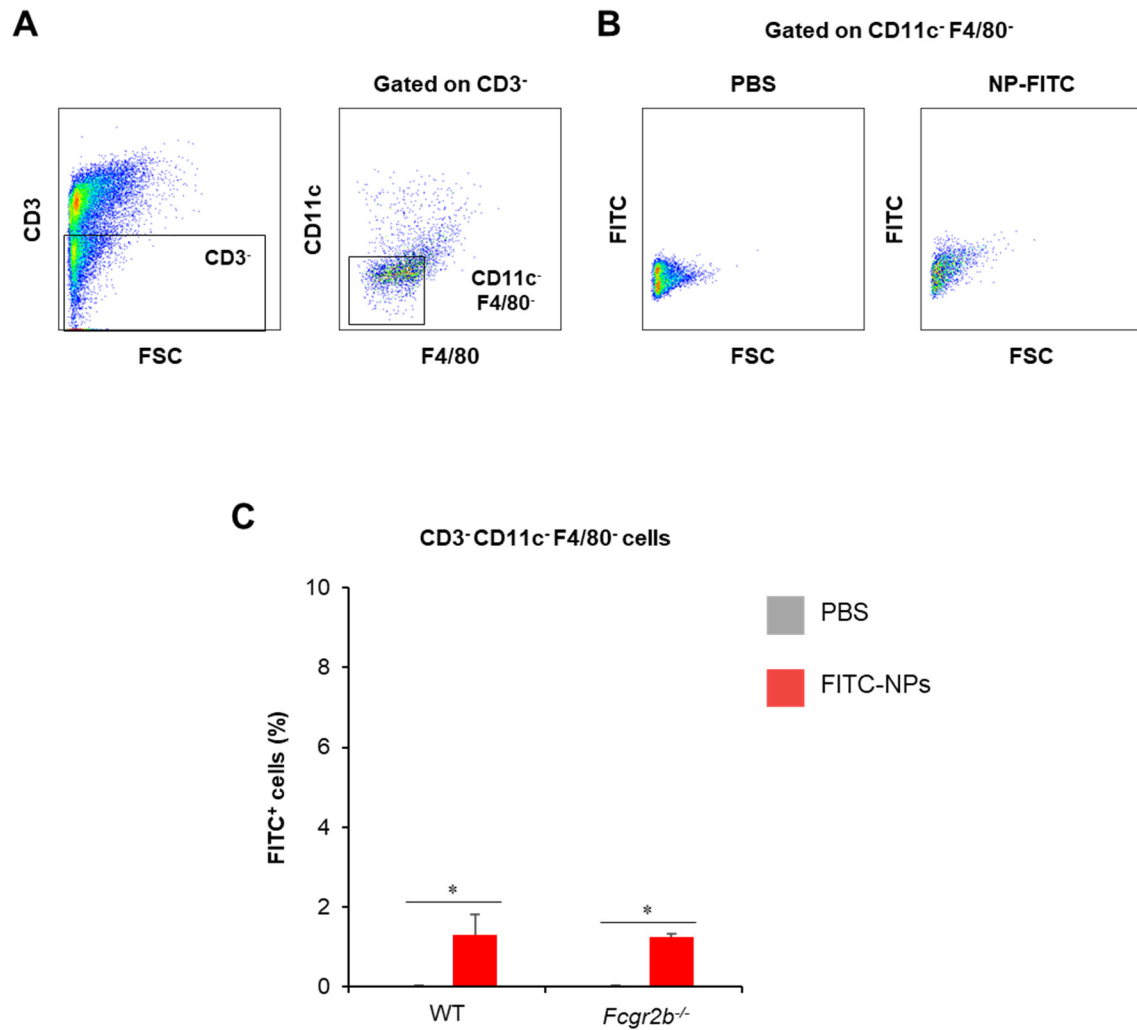 A
Gated on CD3⁻
CD3
CD3⁻
FSC
CD11c
CD11c⁻
F4/80⁻
F4/80
B
Gated on CD11c⁻ F4/80⁻
PBS
FITC
FSC
NP-FITC
FITC
FSC
C
CD3⁻ CD11c⁻ F4/80⁻ cells
FITC⁺ cells (%)
10
8
6
4
2
0
*
*
WT
Fcgr2b⁻/⁻
PBS
FITC-NPs